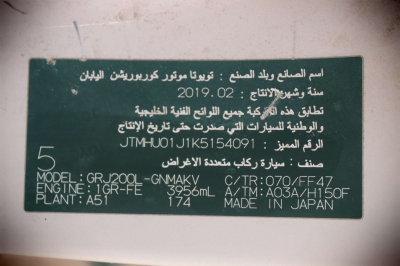 اسم الصانع وبلد الصنع : تويوتا موتور كوربوريشن اليابان
سنة وشهر الانتاج : 2019.02
تطابق هذه المركبة جميع اللوائح الفنية الخليجية
والوطنية للسيارات التي صدرت حتى تاريخ الإنتاج
الرقم المميز : JTMHU01J1K5154091
صنف : سيارة ركاب متعددة الاغراض
5
MODEL: GRJ200L-GNMAKV C/TR: 070/FF47
ENGINE: 1GR-FE 3956mL A/TM: A03A/H150F
PLANT: A51 174 MADE IN JAPAN